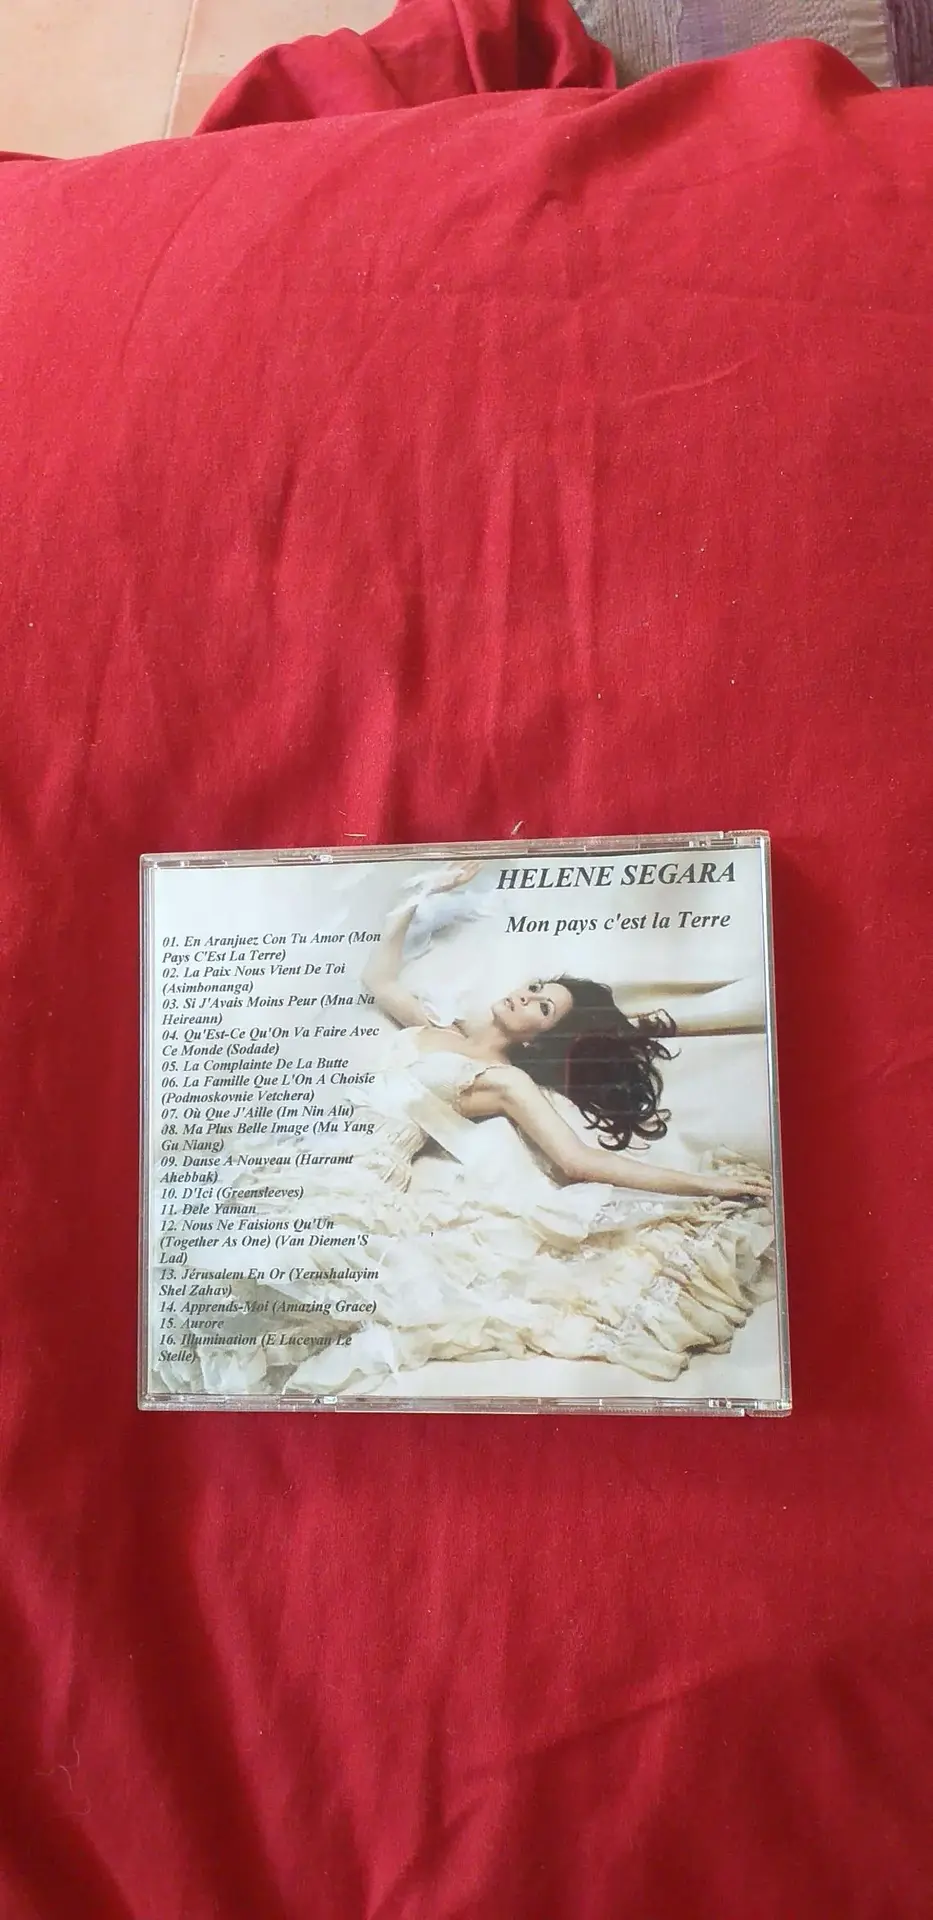 HELENE SEGARA
Mon pays c'est la Terre
01. En Aranjuez Con Tu Amor (Mon
Pays C'Est La Terre)
02. La Paix Nous Vient De Toi
(Asimbonanga)
03. Si J'Avais Moins Peur (Mna Na
Heireann)
04. Qu'Est-Ce Qu'On Va Faire Avec
Ce Monde (Sodade)
05. La Complainte De La Butte
06. La Famille Que L'On A Choisie
(Podmoskovnie Vetchera)
07. Où Que J'Aille (Im Nin Alu)
08. Ma Plus Belle Image (Mu Yang
Gu Niang)
09. Danse A Nouveau (Harramt
Ahebbak)
10. D'Ici (Greensleeves)
11. Dele Yaman
12. Nous Ne Faisions Qu'Un
(Together As One) (Van Diemen'S
Lad)
13. Jérusalem En Or (Yerushalayim
Shel Zahav)
14. Apprends-Moi (Amazing Grace)
15. Aurore
16. Illumination (E Lucevan Le
Stelle)